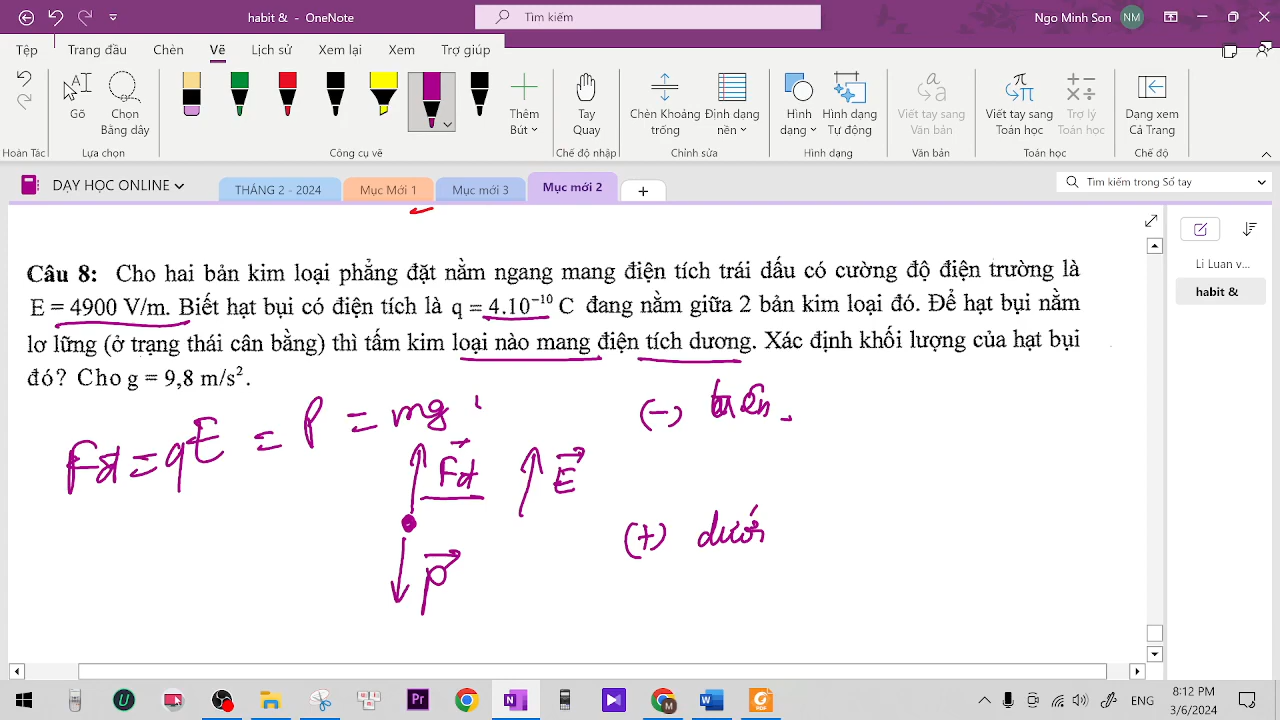 habit & - OneNote
Tìm kiếm
Ngo Minh Son NM
Tệp Trang đầu Chèn Vẽ Lịch sử Xem lại Xem Trợ giúp
Gõ
Chọn Bằng dây
Thêm Bút
Tay Quay
Chèn Khoảng trống
Định dạng nền
Hình dạng
Hình dạng Tự động
Viết tay sang Văn bản
Viết tay sang Toán học
Trợ lý Toán học
Dạng xem Cả Trang
Hoàn Tác
Lựa chọn
Công cụ vẽ
Chế độ nhập
Chỉnh sửa
Hình dạng
Văn bản
Toán học
Chế độ
DẠY HỌC ONLINE
THÁNG 2 - 2024
Mục Mới 1
Mục mới 3
Mục mới 2
+
Tìm kiếm trong Sổ tay
Li Luan v...
habit &
Câu 8: Cho hai bản kim loại phẳng đặt nằm ngang mang điện tích trái dấu có cường độ điện trường là
E = 4900 V/m. Biết hạt bụi có điện tích là q = 4.10⁻¹⁰ C đang nằm giữa 2 bản kim loại đó. Để hạt bụi nằm
lơ lửng (ở trạng thái cân bằng) thì tấm kim loại nào mang điện tích dương. Xác định khối lượng của hạt bụi
đó? Cho g = 9,8 m/s².
Fđ = qE = P = mg
(-) trên
Fđ E
(+) dưới
P
8:12 PM
ENG
3/6/2024